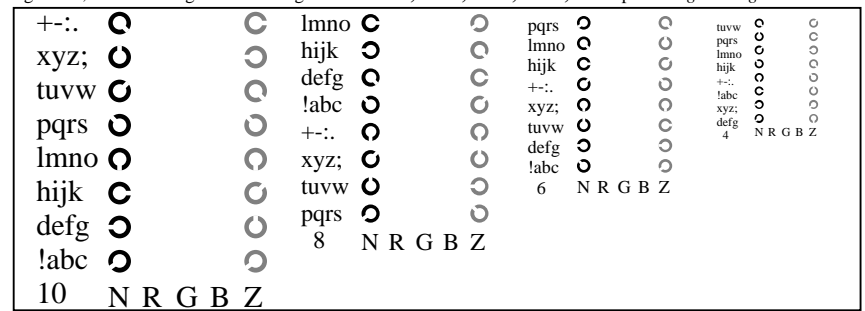 +-:.
xyz;
tuvw
pqrs
lmno
hijk
defg
!abc
10 N R G B Z
lmno
hijk
defg
!abc
+-:.
xyz;
tuvw
pqrs
8 N R G B Z
pqrs
lmno
hijk
+-:.
xyz;
tuvw
defg
!abc
6 N R G B Z
tuvw
pqrs
lmno
hijk
+-:.
!abc
xyz;
defg
4 N R G B Z